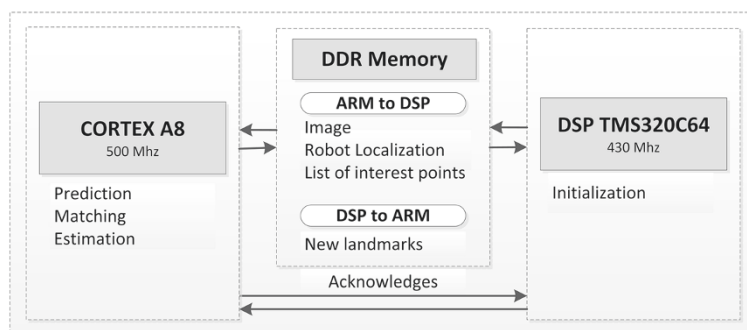 CORTEX A8
500 Mhz
Prediction
Matching
Estimation
DDR Memory
ARM to DSP
Image
Robot Localization
List of interest points
DSP to ARM
New landmarks
Acknowledges
DSP TMS320C64
430 Mhz
Initialization